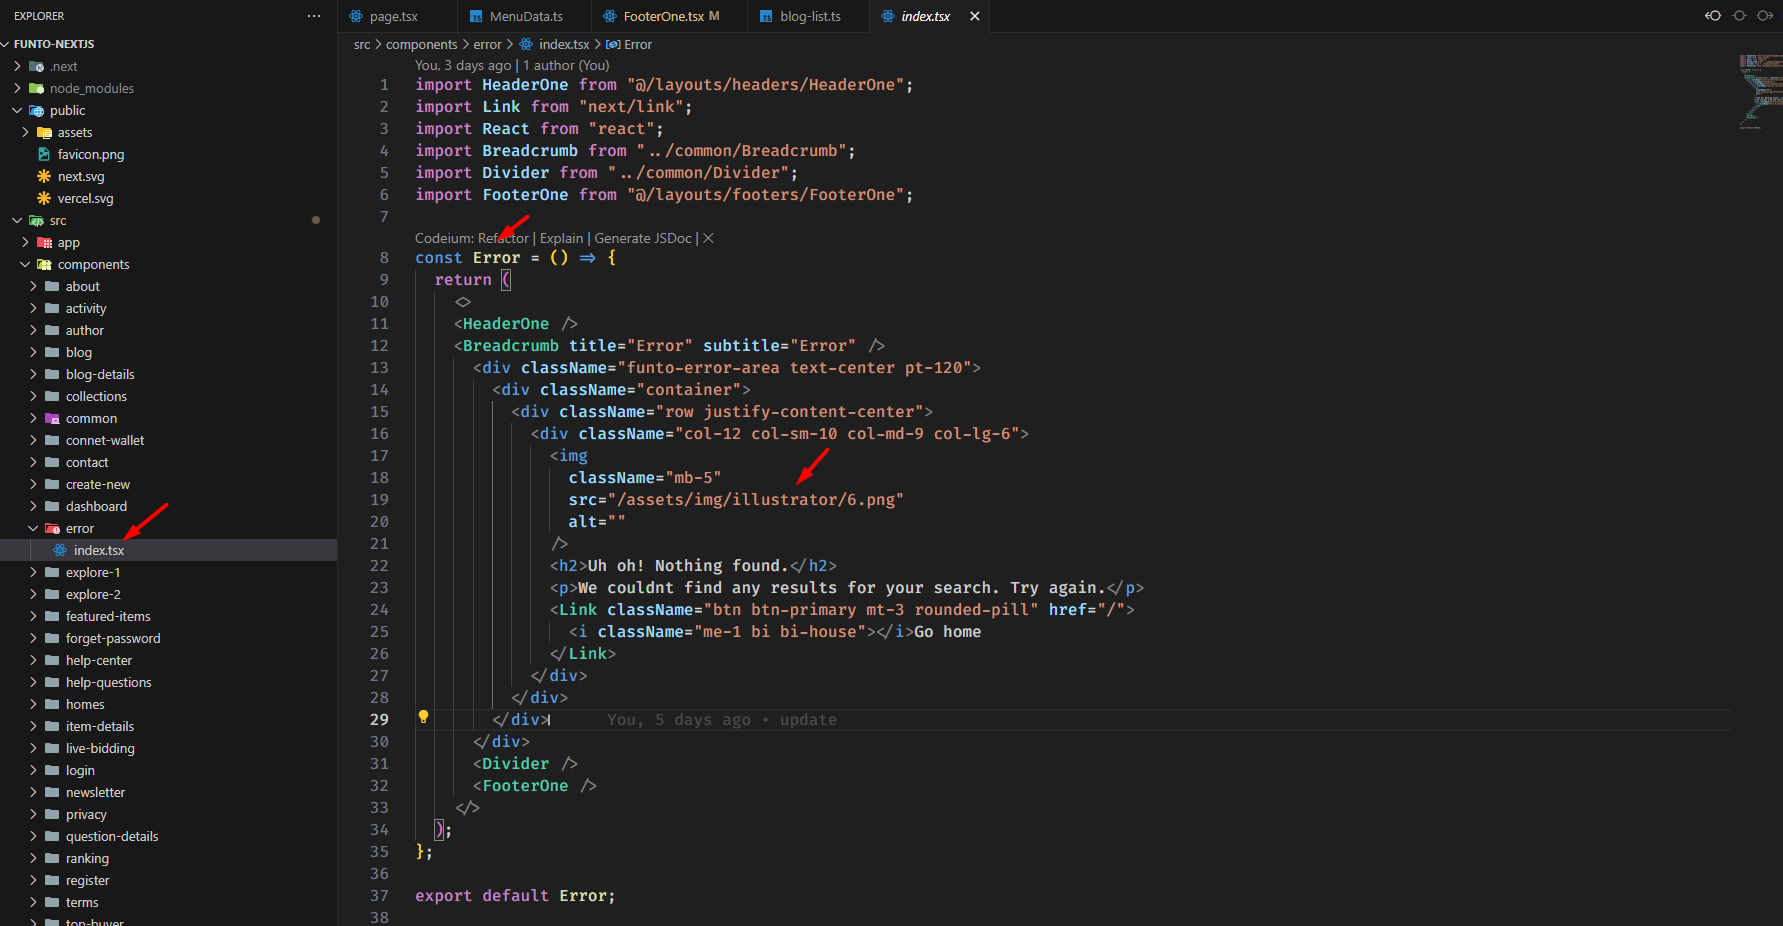 EXPLORER
FUNTO-NEXTJS
.next
node_modules
public
assets
favicon.png
next.svg
vercel.svg
src
app
components
about
activity
author
blog
blog-details
collections
common
connet-wallet
contact
create-new
dashboard
error
index.tsx
explore-1
explore-2
featured-items
forget-password
help-center
help-questions
homes
item-details
live-bidding
login
newsletter
privacy
question-details
ranking
register
terms
top-buyer
page.tsx
TS MenuData.ts
FooterOne.tsx M
TS blog-list.ts
index.tsx
src > components > error > index.tsx > Error
You, 3 days ago | 1 author (You)
1 import HeaderOne from "@/layouts/headers/HeaderOne";
2 import Link from "next/link";
3 import React from "react";
4 import Breadcrumb from "../common/Breadcrumb";
5 import Divider from "../common/Divider";
6 import FooterOne from "@/layouts/footers/FooterOne";
7
Codeium: Refactor | Explain | Generate JSDoc | ×
8 const Error = () => {
9 return (
10 <>
11 <HeaderOne />
12 <Breadcrumb title="Error" subtitle="Error" />
13 <div className="funto-error-area text-center pt-120">
14 <div className="container">
15 <div className="row justify-content-center">
16 <div className="col-12 col-sm-10 col-md-9 col-lg-6">
17 <img
18 className="mb-5"
19 src="/assets/img/illustrator/6.png"
20 alt=""
21 />
22 <h2>Uh oh! Nothing found.</h2>
23 <p>We couldnt find any results for your search. Try again.</p>
24 <Link className="btn btn-primary mt-3 rounded-pill" href="/">
25 <i className="me-1 bi bi-house"></i>Go home
26 </Link>
27 </div>
28 </div>
29 </div> You, 5 days ago • update
30 </div>
31 <Divider />
32 <FooterOne />
33 </>
34 );
35 };
36
37 export default Error;
38